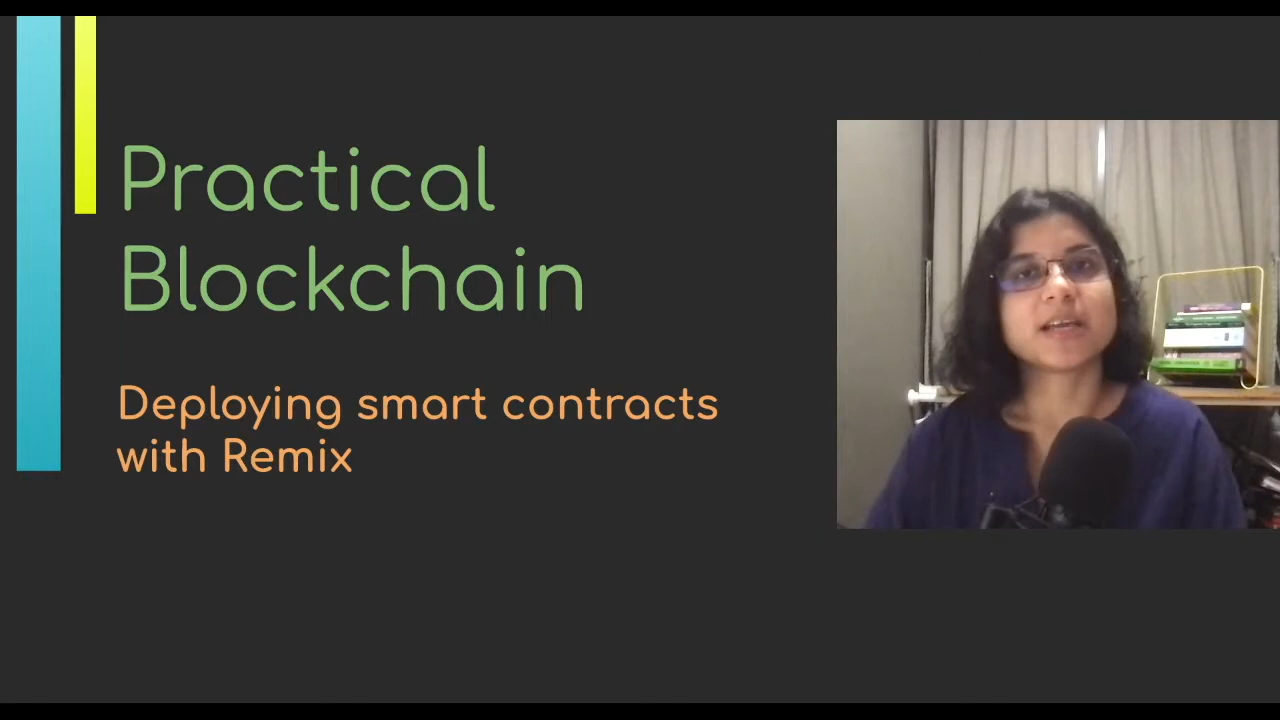 Practical
Blockchain
Deploying smart contracts
with Remix